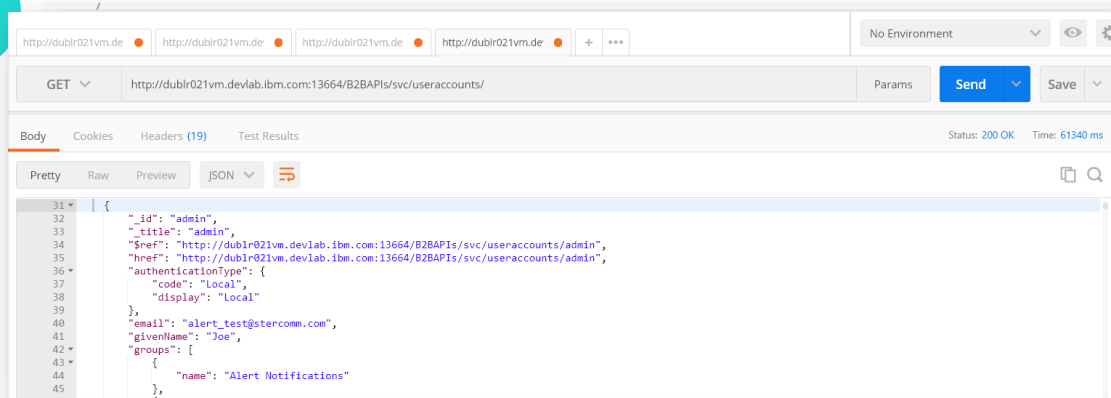 http://dublr021vm.de http://dublr021vm.de http://dublr021vm.de http://dublr021vm.de + ••• No Environment
GET http://dublr021vm.devlab.ibm.com:13664/B2BAPIs/svc/useraccounts/ Params Send Save
Body Cookies Headers (19) Test Results Status: 200 OK Time: 61340 ms
Pretty Raw Preview JSON
31 {
32 "_id": "admin",
33 "_title": "admin",
34 "$ref": "http://dublr021vm.devlab.ibm.com:13664/B2BAPIs/svc/useraccounts/admin",
35 "href": "http://dublr021vm.devlab.ibm.com:13664/B2BAPIs/svc/useraccounts/admin",
36 "authenticationType": {
37 "code": "Local",
38 "display": "Local"
39 },
40 "email": "alert_test@stercomm.com",
41 "givenName": "Joe",
42 "groups": [
43 {
44 "name": "Alert Notifications"
45 },